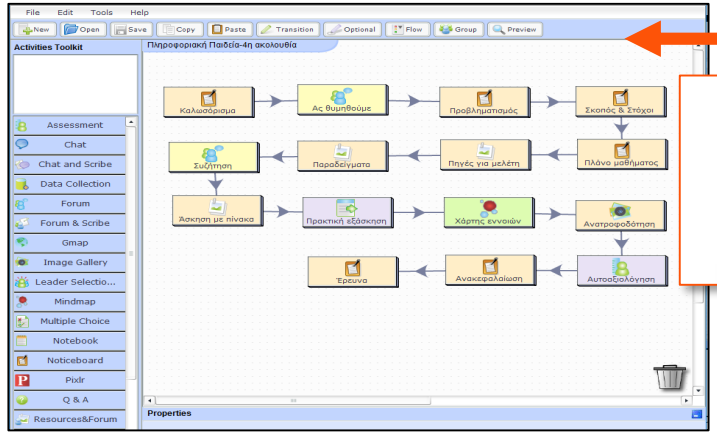 File Edit Tools Help
New Open Save Copy Paste Transition Optional Flow Group Preview
Activities Toolkit
Πληροφοριακή Παιδεία-4η ακολουθία
Καλωσόρισμα Ας θυμηθούμε Προβληματισμός Σκοπός & Στόχοι
Συζήτηση Παραδείγματα Πηγές για μελέτη Πλάνο μαθήματος
Άσκηση με πίνακα Πρακτική εξάσκηση Χάρτης εννοιών Ανατροφοδότηση
Έρευνα Ανακεφαλαίωση Αυτοαξιολόγηση
Assessment
Chat
Chat and Scribe
Data Collection
Forum
Forum & Scribe
Gmap
Image Gallery
Leader Selectio...
Mindmap
Multiple Choice
Notebook
Noticeboard
Pixlr
Q & A
Resources&Forum
Properties